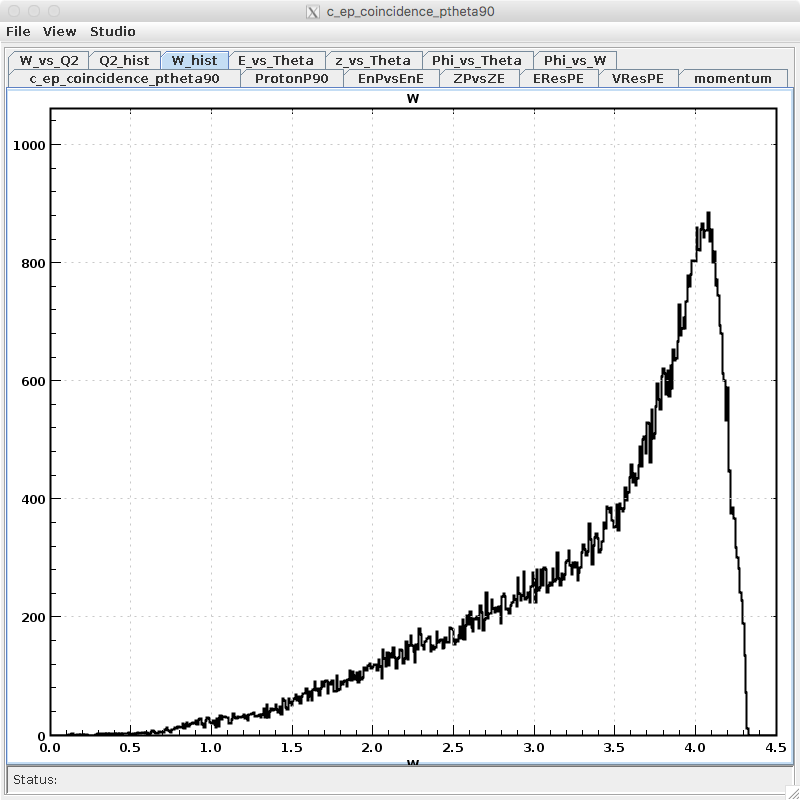 c_ep_coincidence_ptheta90
File View Studio
W_vs_Q2 Q2_hist W_hist E_vs_Theta z_vs_Theta Phi_vs_Theta Phi_vs_W
c_ep_coincidence_ptheta90 ProtonP90 EnPvsEnE ZPvsZE EResPE VResPE momentum
W
1000
800
600
400
200
0
0.0 0.5 1.0 1.5 2.0 2.5 3.0 3.5 4.0 4.5
W
Status: